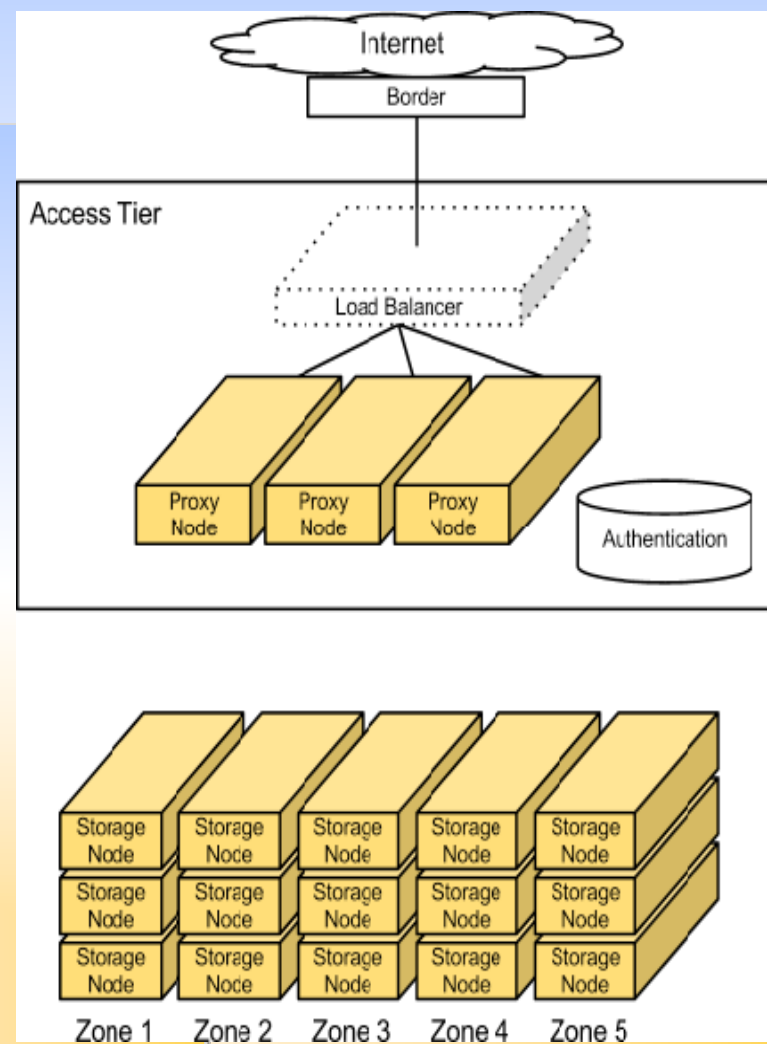 Internet
Border
Access Tier
Load Balancer
Proxy Proxy Proxy
Node Node Node
Authentication
Storage Storage Storage Storage Storage
Node Node Node Node Node
Storage Storage Storage Storage Storage
Node Node Node Node Node
Storage Storage Storage Storage Storage
Node Node Node Node Node
Zone 1 Zone 2 Zone 3 Zone 4 Zone 5